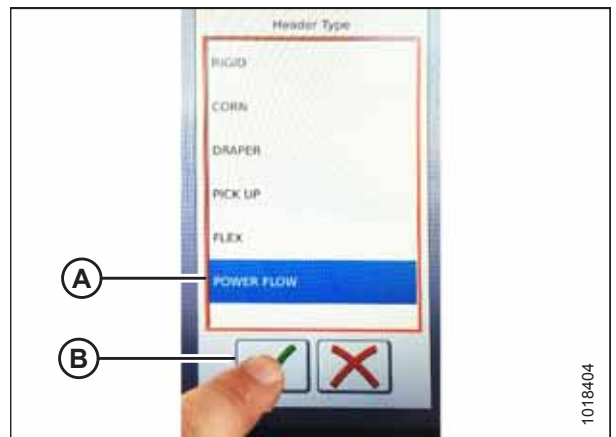 Header Type
RIGID
CORN
DRAPER
PICK UP
FLEX
A
POWER FLOW
B
1018404